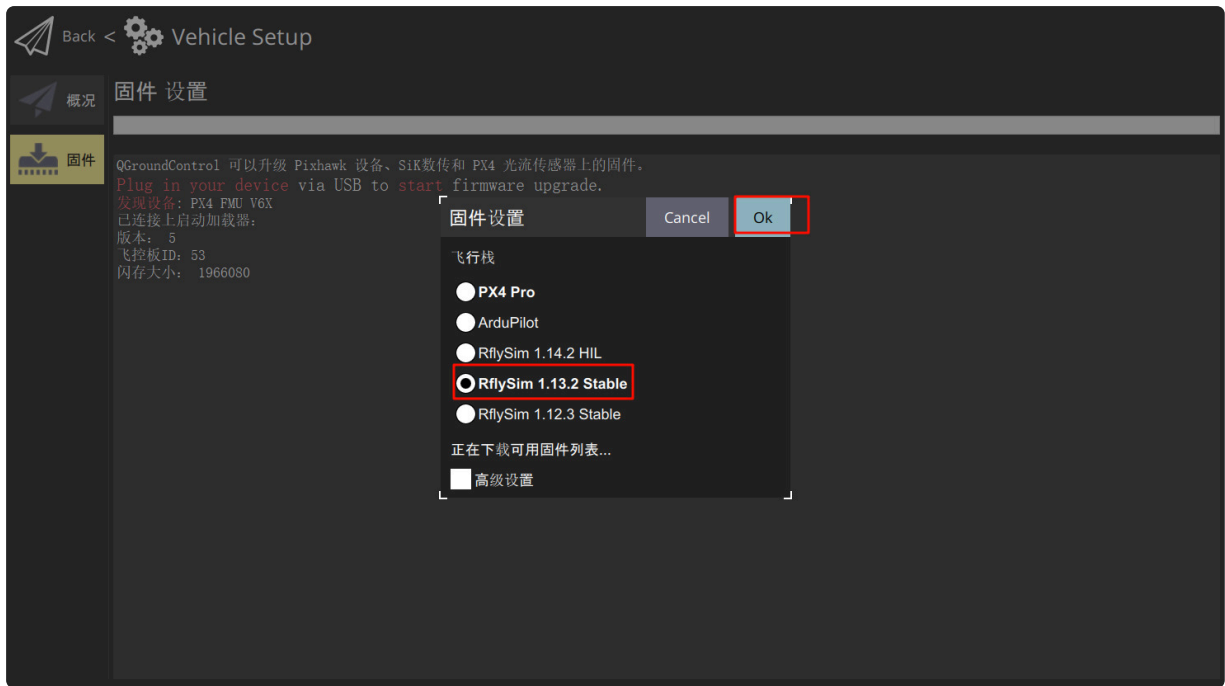 Back < Vehicle Setup
概况
固件 设置
固件
QGroundControl 可以升级 Pixhawk 设备、SiK数传和 PX4 光流传感器上的固件。
Plug in your device via USB to start firmware upgrade.
发现设备: PX4 FMU V6X
已连接上启动加载器:
版本: 5
飞控板ID: 53
闪存大小: 1966080
固件设置
Cancel
Ok
飞行栈
PX4 Pro
ArduPilot
RflySim 1.14.2 HIL
RflySim 1.13.2 Stable
RflySim 1.12.3 Stable
正在下载可用固件列表...
高级设置